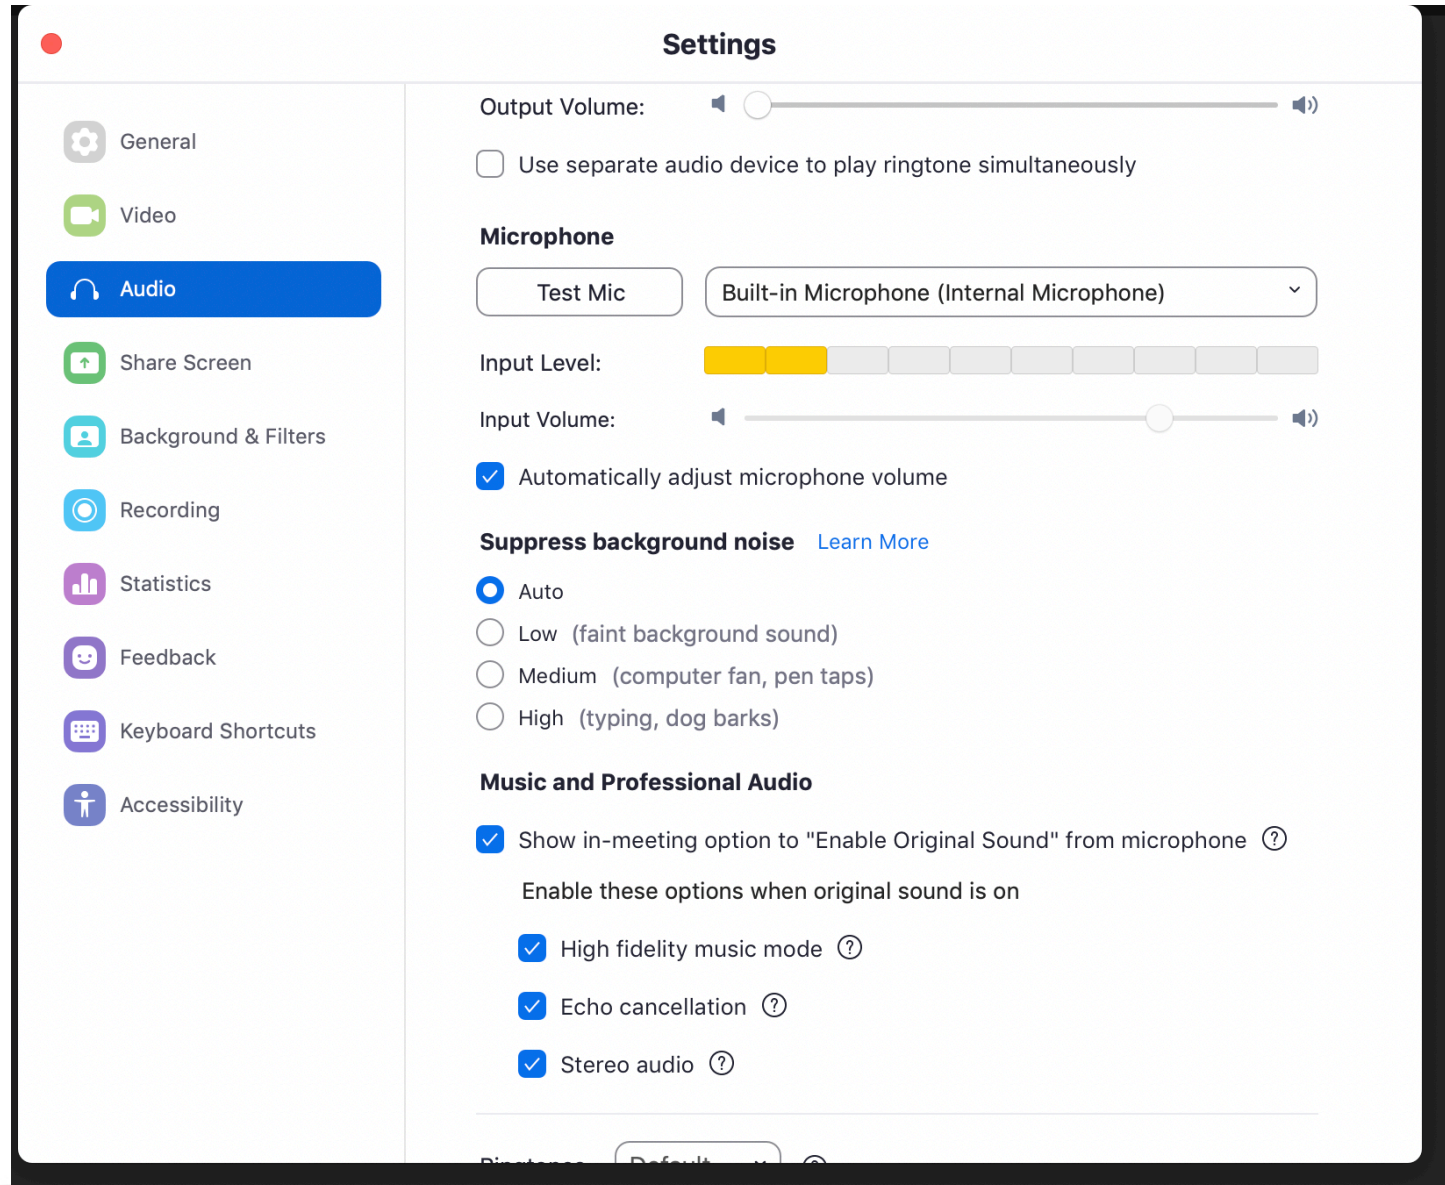 Settings
General
Video
Audio
Share Screen
Background & Filters
Recording
Statistics
Feedback
Keyboard Shortcuts
Accessibility
Output Volume:
Use separate audio device to play ringtone simultaneously
Microphone
Test Mic
Built-in Microphone (Internal Microphone)
Input Level:
Input Volume:
Automatically adjust microphone volume
Suppress background noise Learn More
Auto
Low (faint background sound)
Medium (computer fan, pen taps)
High (typing, dog barks)
Music and Professional Audio
Show in-meeting option to "Enable Original Sound" from microphone ?
Enable these options when original sound is on
High fidelity music mode ?
Echo cancellation ?
Stereo audio ?
Default